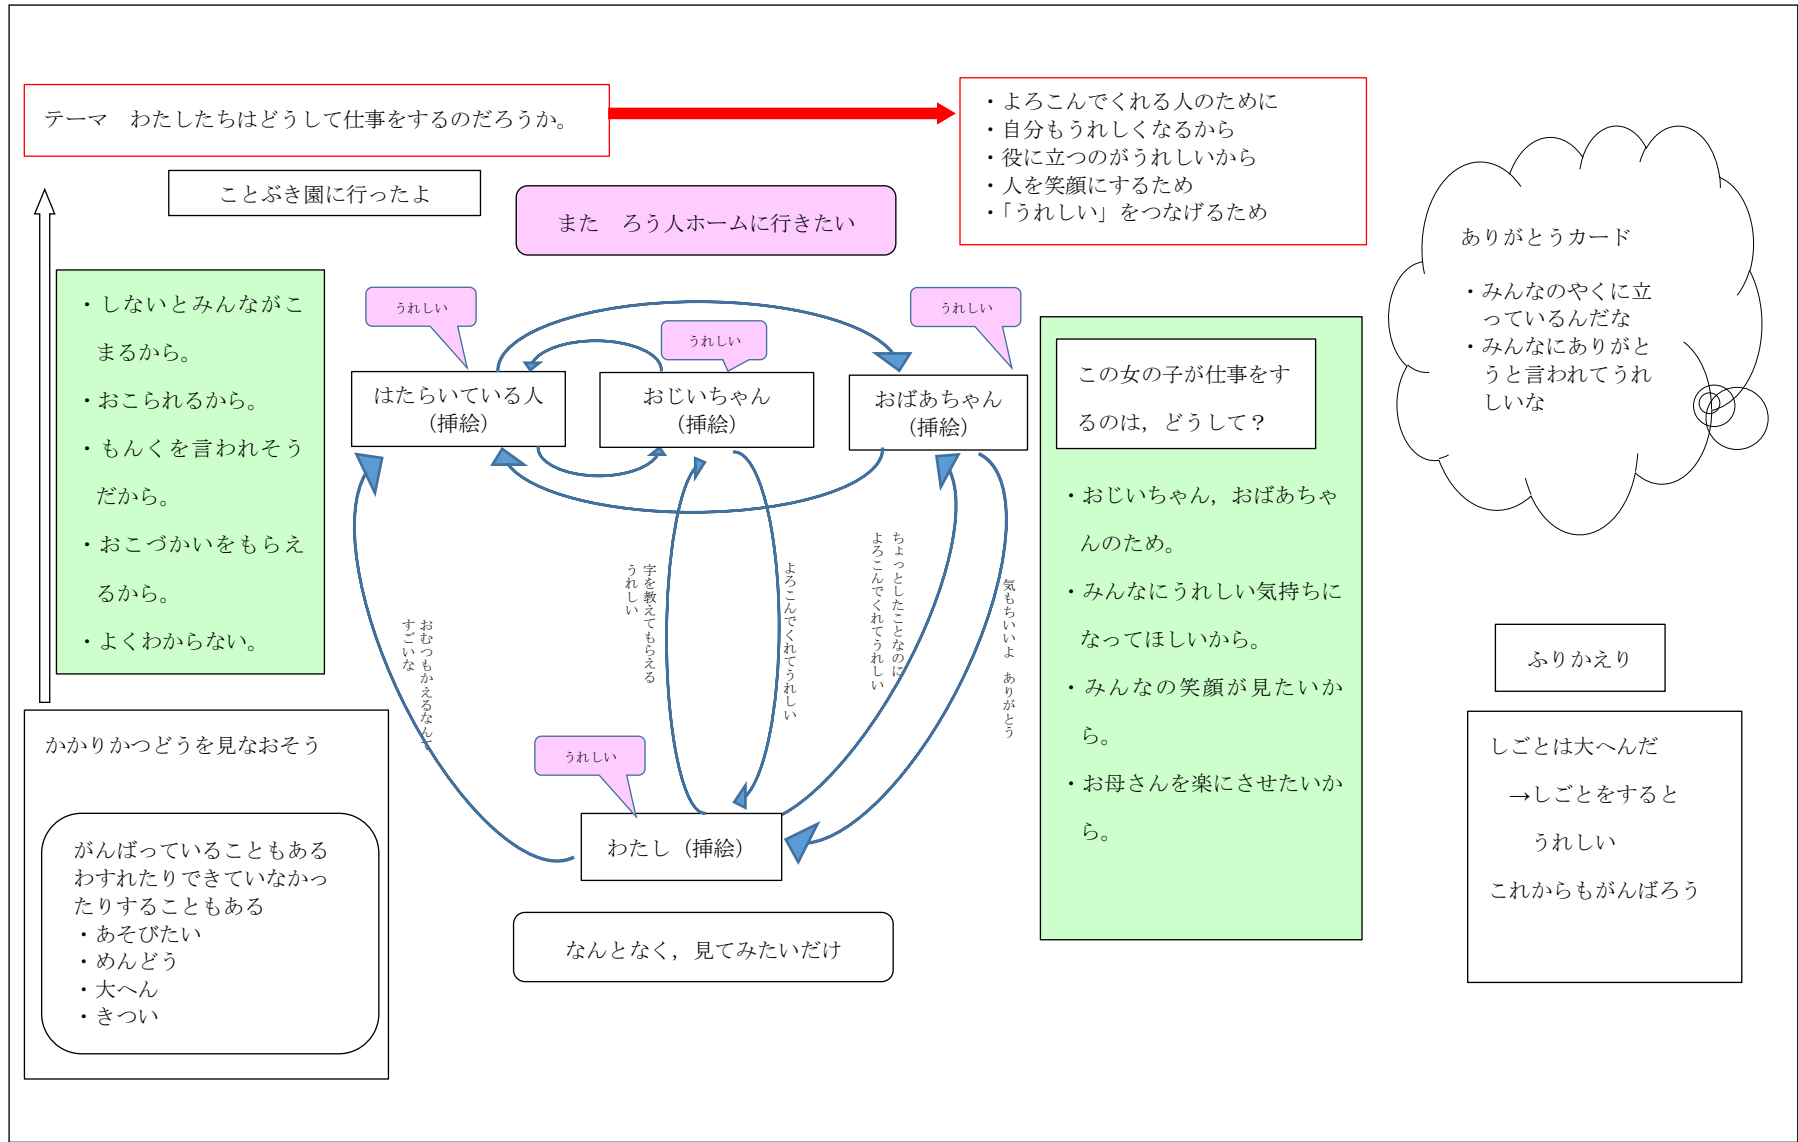 テーマ　わたしたちはどうして仕事をするのだろうか。
・よろこんでくれる人のために
・自分もうれしくなるから
・役に立つのがうれしいから
・人を笑顔にするため
・「うれしい」をつなげるため
ことぶき園に行ったよ
また　ろう人ホームに行きたい
・しないとみんながこ
まるから。
・おこられるから。
・もんくを言われそう
だから。
・おこづかいをもらえ
るから。
・よくわからない。
かかりかつどうを見なおそう
がんばっていることもある
わすれたりできていなかっ
たりすることもある
・あそびたい
・めんどう
・大へん
・きつい
うれしい
うれしい
うれしい
はたらいている人
（挿絵）
おじいちゃん
（挿絵）
おばあちゃん
（挿絵）
おむつもかえるなんて
すごいな
字を教えてもらえる
うれしい
よろこんでくれてうれしい
ちょっとしたことなのに
よろこんでくれてうれしい
気もちいいよ　ありがとう
うれしい
わたし（挿絵）
なんとなく，見てみたいだけ
この女の子が仕事をす
るのは，どうして？
・おじいちゃん，おばあちゃ
んのため。
・みんなにうれしい気持ちに
なってほしいから。
・みんなの笑顔が見たいか
ら。
・お母さんを楽にさせたいか
ら。
ありがとうカード
・みんなのやくに立
っているんだな
・みんなにありがと
うと言われてうれ
しいな
ふりかえり
しごとは大へんだ
→しごとをすると
うれしい
これからもがんばろう